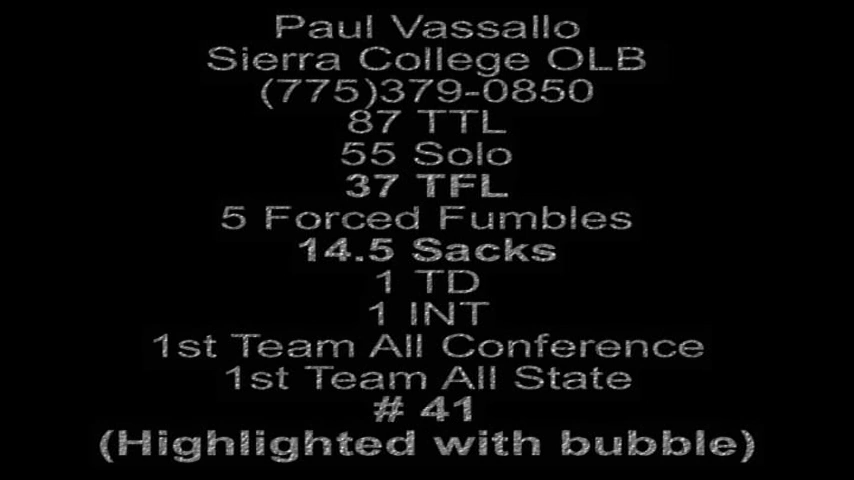 Paul Vassallo
Sierra College OLB
(775)379-0850
87 TTL
55 Solo
37 TFL
5 Forced Fumbles
14.5 Sacks
1 TD
1 INT
1st Team All Conference
1st Team All State
# 41
(Highlighted with bubble)